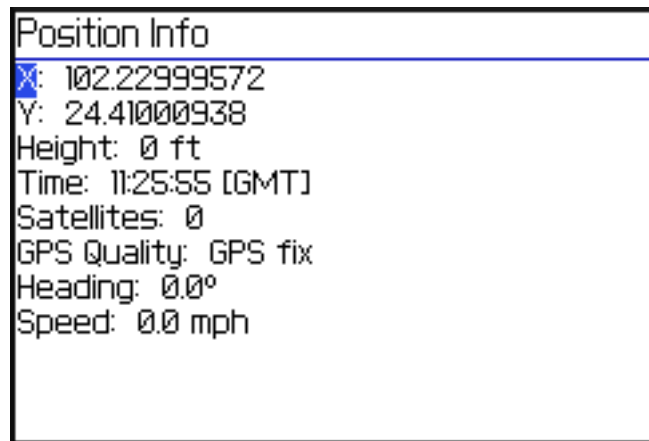 Position Info
X: 102.22999572
Y: 24.41000938
Height: 0 ft
Time: 11:25:55 [GMT]
Satellites: 0
GPS Quality: GPS fix
Heading: 0.0º
Speed: 0.0 mph